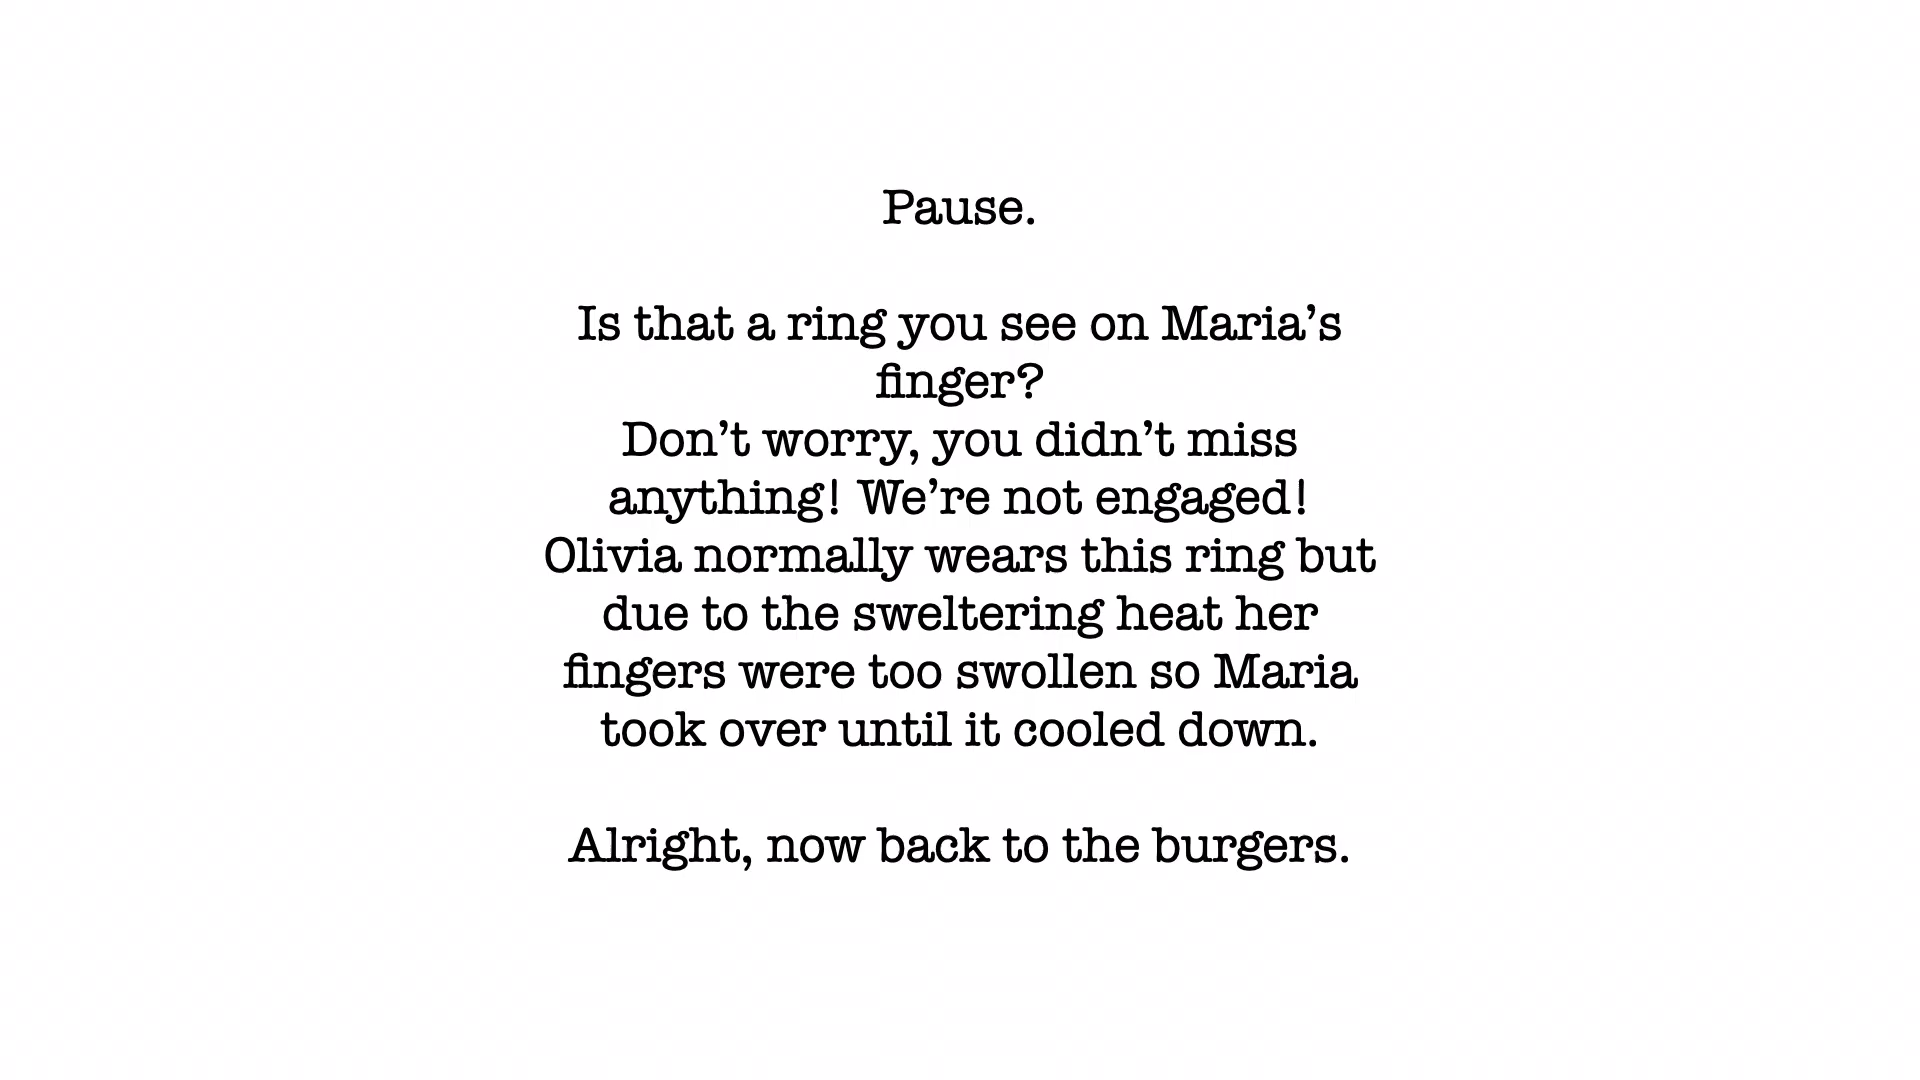 Pause.
Is that a ring you see on Maria’s
finger?
Don’t worry, you didn’t miss
anything! We’re not engaged!
Olivia normally wears this ring but
due to the sweltering heat her
fingers were too swollen so Maria
took over until it cooled down.
Alright, now back to the burgers.